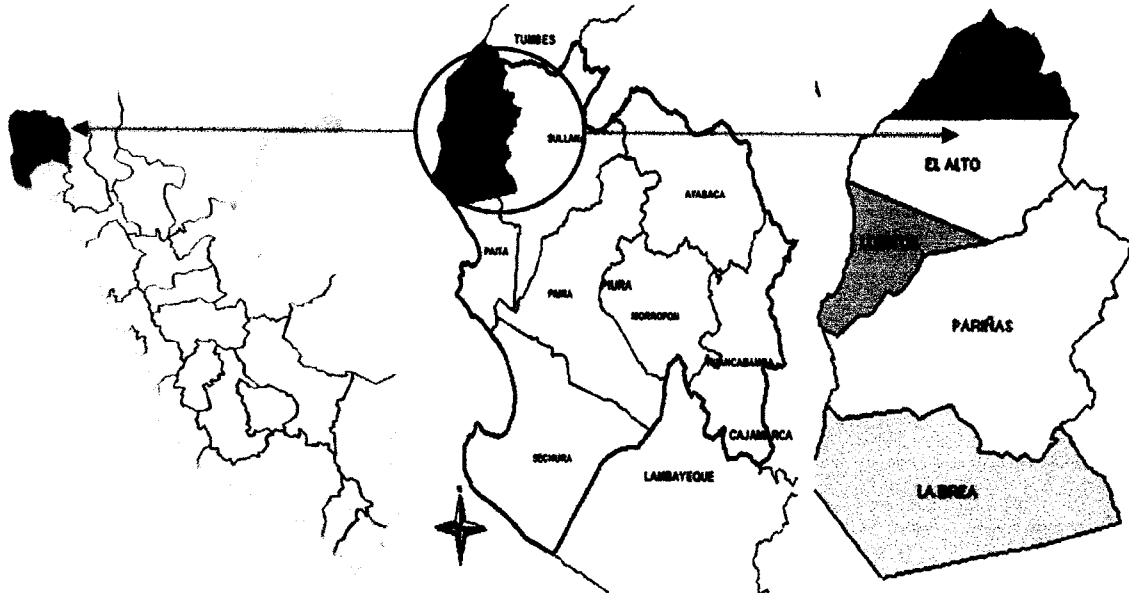 TUMBES
SULLANA
AYABACA
PAITA
PIURA
PIURA
MORROPON
HUANCABAMBA
CAJAMARCA
SECHURA
LAMBAYEQUE
EL ALTO
PARIÑAS
LA BREA